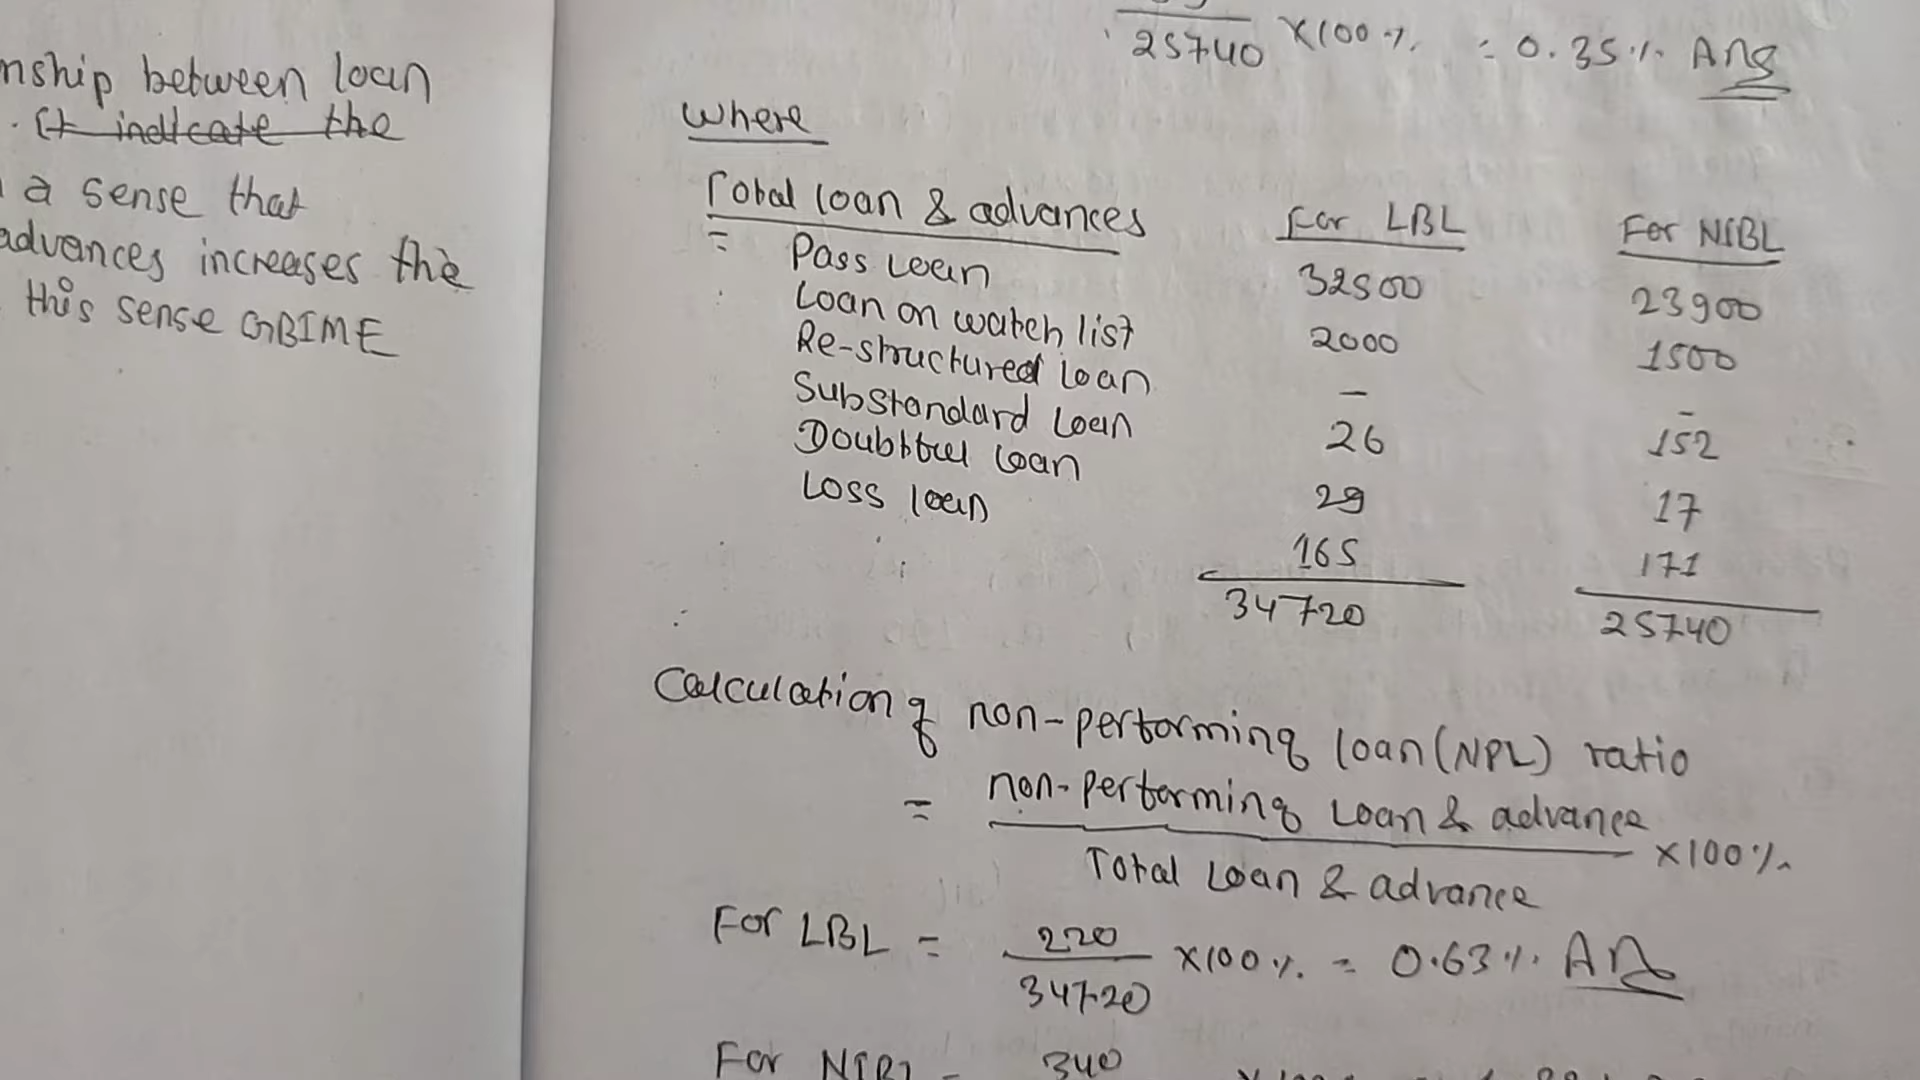 nship between loan
. It indicate the
a sense that
advances increases the
this sense GBIME
25740 ×100% = 0.35% Ans
Where
Total loan & advances For LBL For NIBL
= Pass loan 32500 23900
Loan on watch list 2000 1500
Re-structured loan - -
Substandard Loan 26 152
Doubtful loan 29 17
Loss loan 165 171
34720 25740
Calculation of non-performing loan (NPL) ratio
= non-performing Loan & advance
×100%
Total Loan & advance
For LBL = 220 ×100% = 0.63% Ans
34720
For NIBL = 340